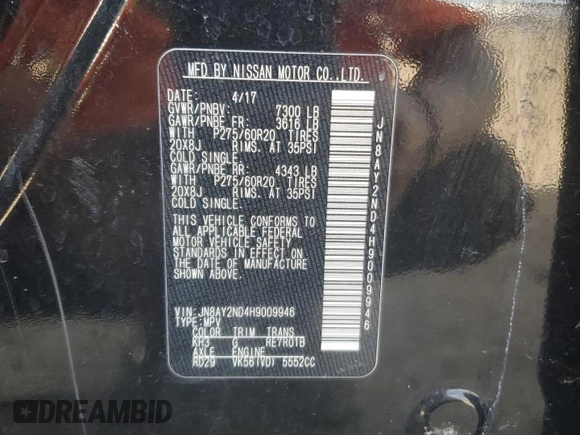 MFD BY NISSAN MOTOR CO.,LTD.
DATE: 4/17
GVWR/PNBV: 7300 LB
GAWR/PNBE FR: 3616 LB
WITH P275/60R20 TIRES
20X8J RIMS. AT 35PSI
COLD SINGLE
GAWR/PNBE RR: 4343 LB
WITH P275/60R20 TIRES
20X8J RIMS. AT 35PSI
COLD SINGLE
THIS VEHICLE CONFORMS TO
ALL APPLICABLE FEDERAL
MOTOR VEHICLE SAFETY
STANDARDS IN EFFECT ON
THE DATE OF MANUFACTURE
SHOWN ABOVE.
VIN: JN8AY2ND4H9009946
TYPE:MPV
COLOR TRIM TRANS
KH3 G RE7R01B
AXLE ENGINE
RD29 VK56(VD) 5552CC
JN8AY2ND4H9009946
DREAMBID